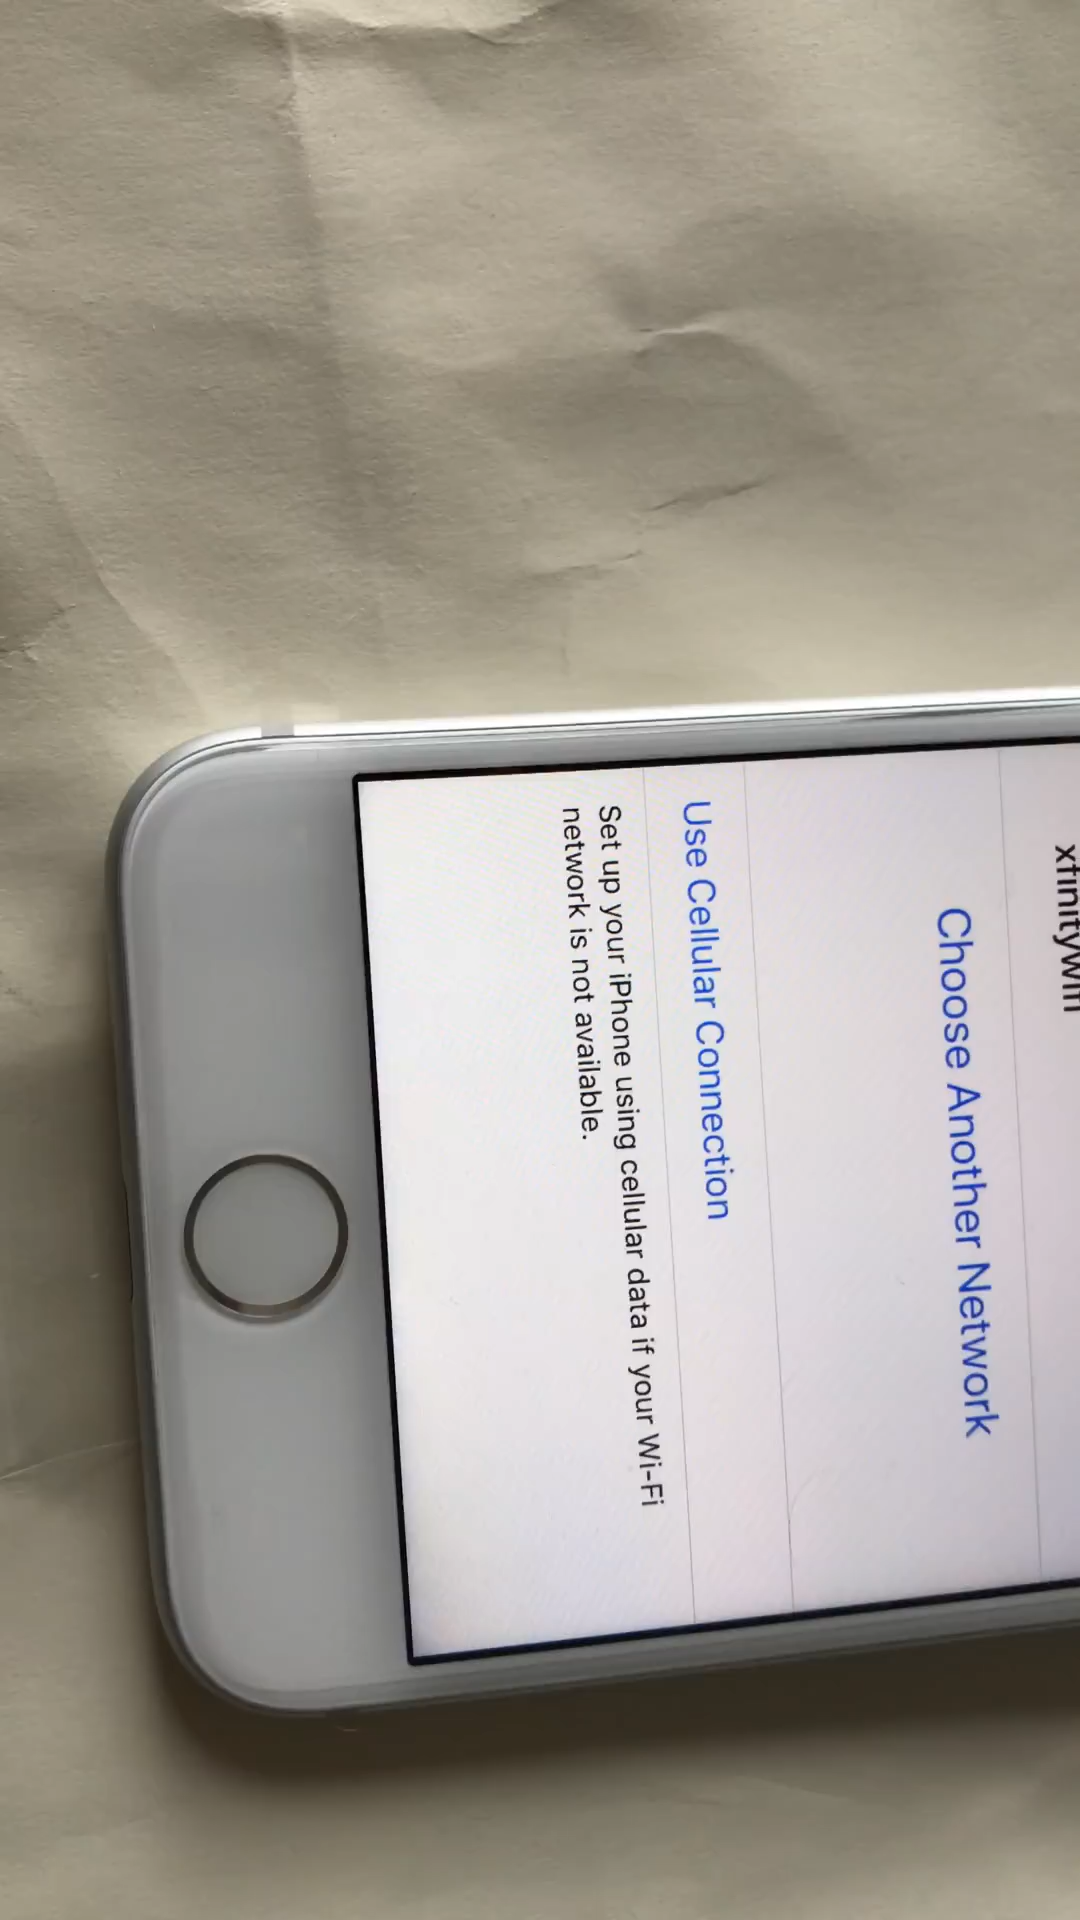 xfinitywifi
Choose Another Network
Use Cellular Connection
Set up your iPhone using cellular data if your Wi-Fi
network is not available.